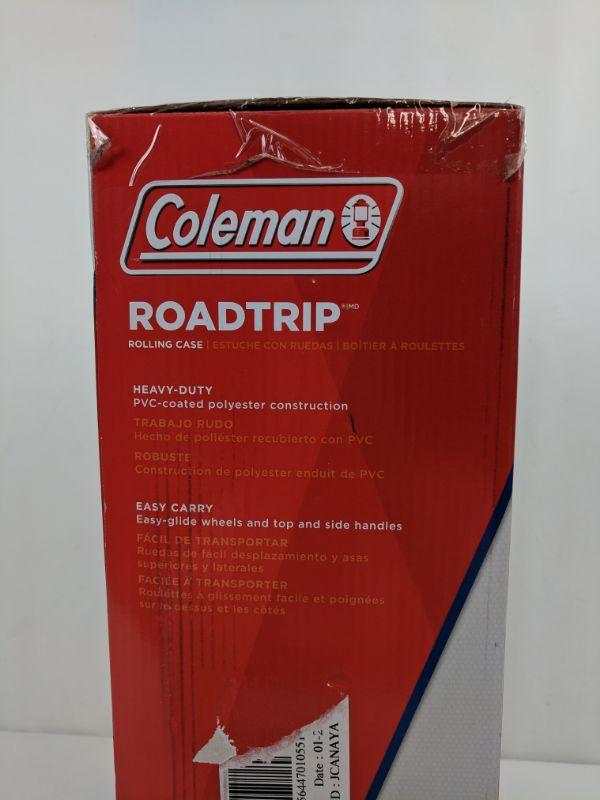 Coleman
ROADTRIP*/MD
ROLLING CASE | ESTUCHE CON RUEDAS | BOÎTIER À ROULETTES
HEAVY-DUTY
PVC-coated polyester construction
TRABAJO RUDO
Hecho de poliéster recubierto con PVC
ROBUSTE
Construction de polyester enduit de PVC
EASY CARRY
Easy-glide wheels and top and side handles
FÁCIL DE TRANSPORTAR
Ruedas de fácil desplazamiento y asas
superiores y laterales
FACILE À TRANSPORTER
Roulettes à glissement facile et poignées
sur le dessus et les côtés
Date : 01-2
D : JCANAYA